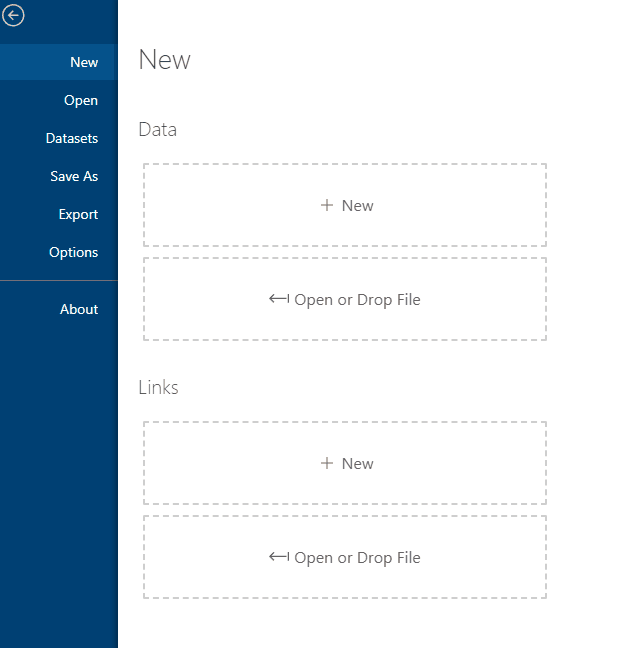 New
Open
Datasets
Save As
Export
Options
About
New
Data
+ New
Open or Drop File
Links
+ New
Open or Drop File